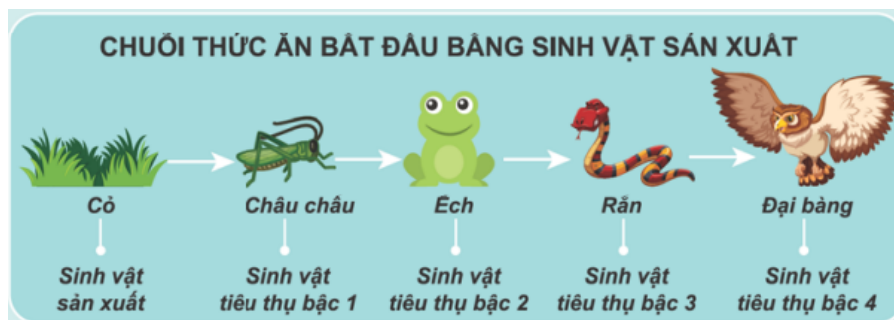 CHUỖI THỨC ĂN BẮT ĐẦU BẰNG SINH VẬT SẢN XUẤT
Cỏ
Châu chấu
Ếch
Rắn
Đại bàng
Sinh vật
sản xuất
Sinh vật
tiêu thụ bậc 1
Sinh vật
tiêu thụ bậc 2
Sinh vật
tiêu thụ bậc 3
Sinh vật
tiêu thụ bậc 4